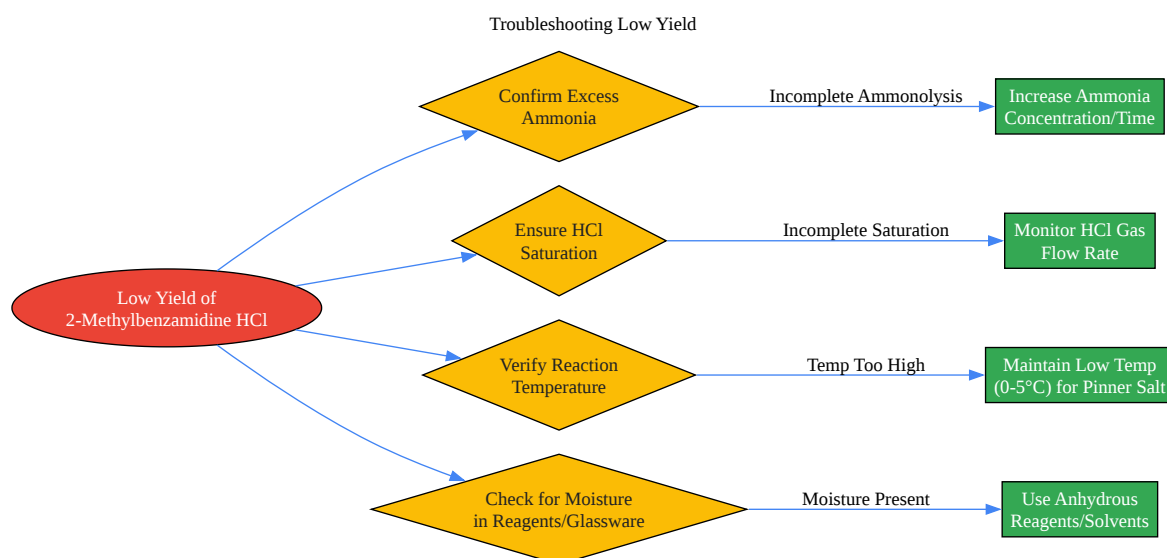 Troubleshooting Low Yield
Confirm Excess
Ammonia
Incomplete Ammonolysis
Increase Ammonia
Concentration/Time
Ensure HCl
Saturation
Incomplete Saturation
Monitor HCl Gas
Flow Rate
Low Yield of
2-Methylbenzamidine HCl
Verify Reaction
Temperature
Temp Too High
Maintain Low Temp
(0-5°C) for Pinner Salt
Check for Moisture
in Reagents/Glassware
Moisture Present
Use Anhydrous
Reagents/Solvents